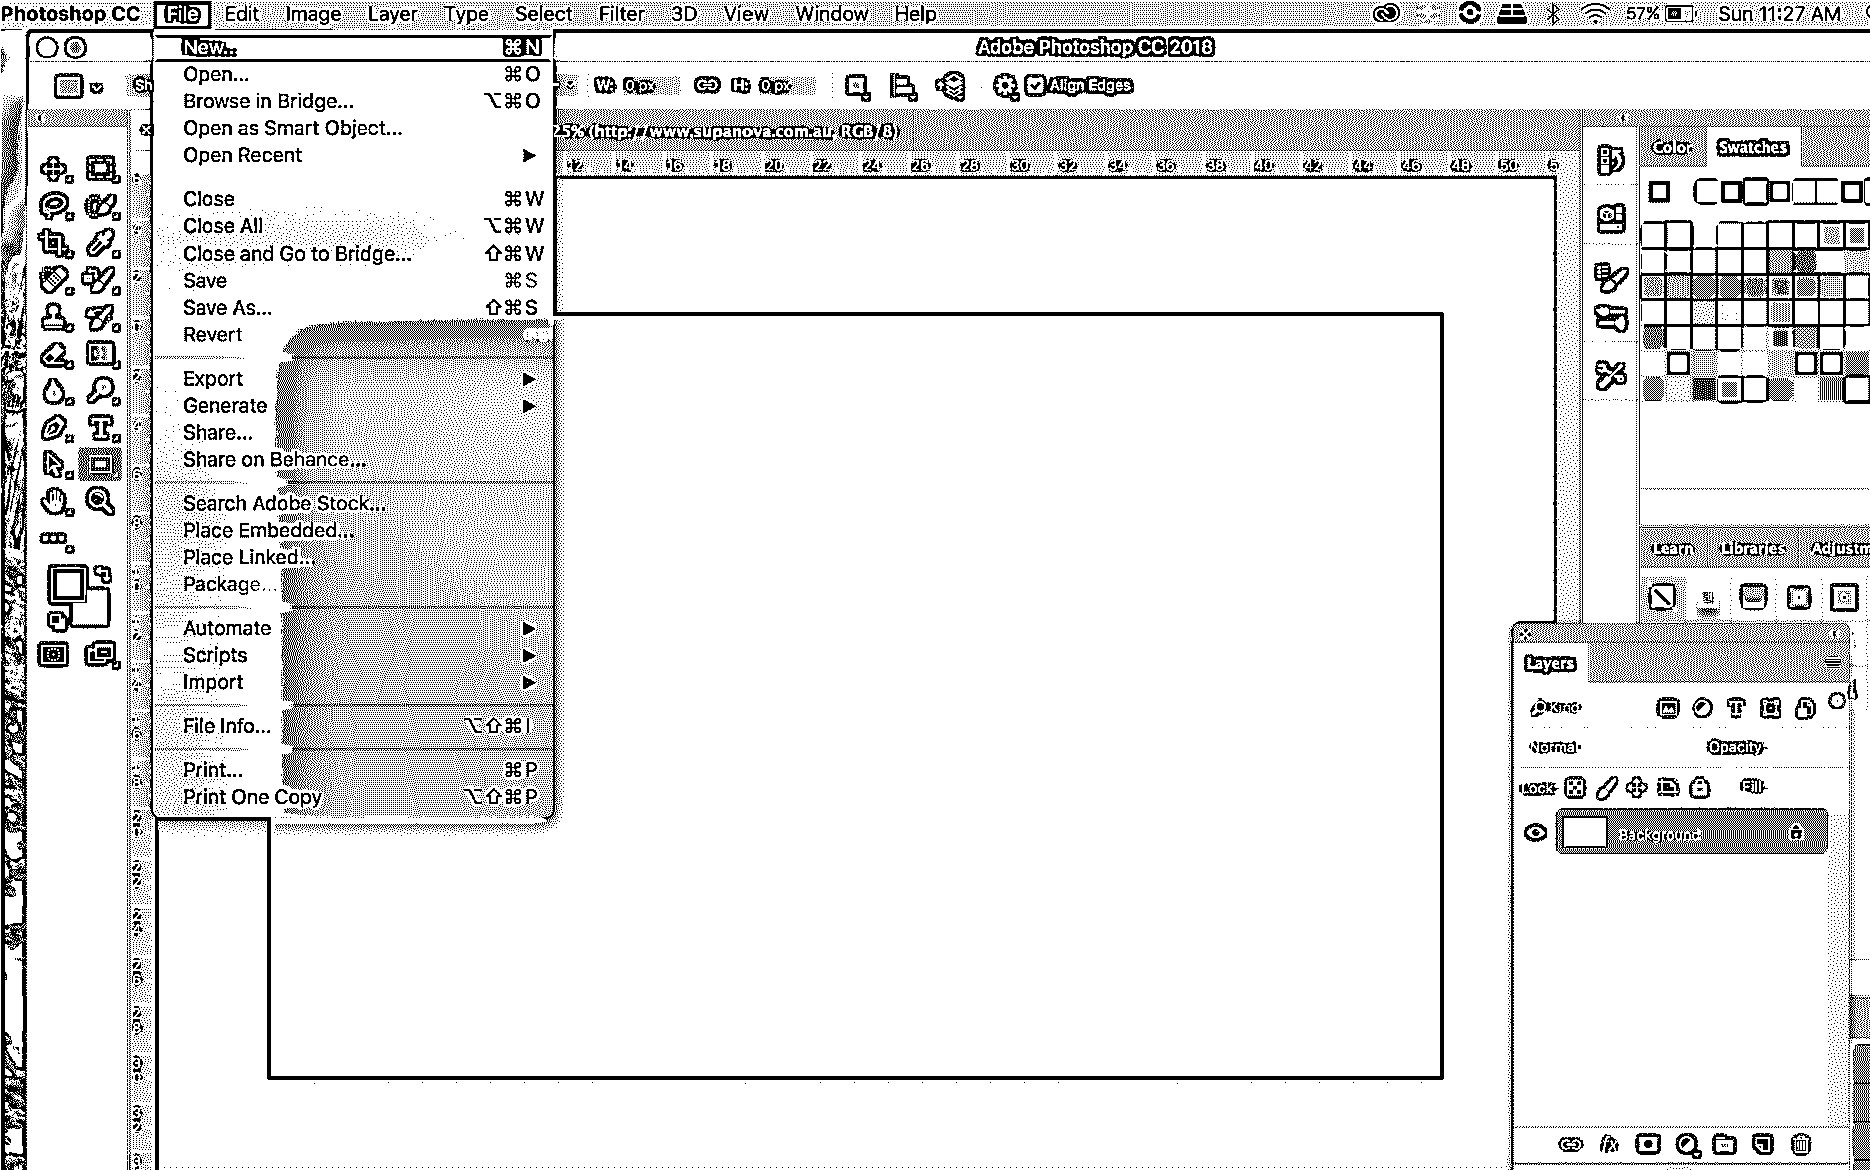 Photoshop CC File Edit Image Layer Type Select Filter 3D View Window Help 57% Sun 11:27 AM
Adobe Photoshop CC 2018
New... ⌘N
Open... ⌘O
Browse in Bridge... ⌥⌘O
Open as Smart Object...
Open Recent ▶
Close ⌘W
Close All ⌥⌘W
Close and Go to Bridge... ⇧⌘W
Save ⌘S
Save As... ⇧⌘S
Revert
Export ▶
Generate ▶
Share...
Share on Behance...
Search Adobe Stock...
Place Embedded...
Place Linked...
Package...
Automate ▶
Scripts ▶
Import ▶
File Info... ⌥⇧⌘I
Print... ⌘P
Print One Copy ⌥⇧⌘P
Sh
W: 0 px H: 0 px Align Edges
25% (http://www.supanova.com.au, RGB/8)
12 14 16 18 20 22 24 26 28 30 32 34 36 38 40 42 44 46 48 50 5
Color Swatches
Learn Libraries Adjustm
Layers
Kind
Normal Opacity
Lock Fill
Background